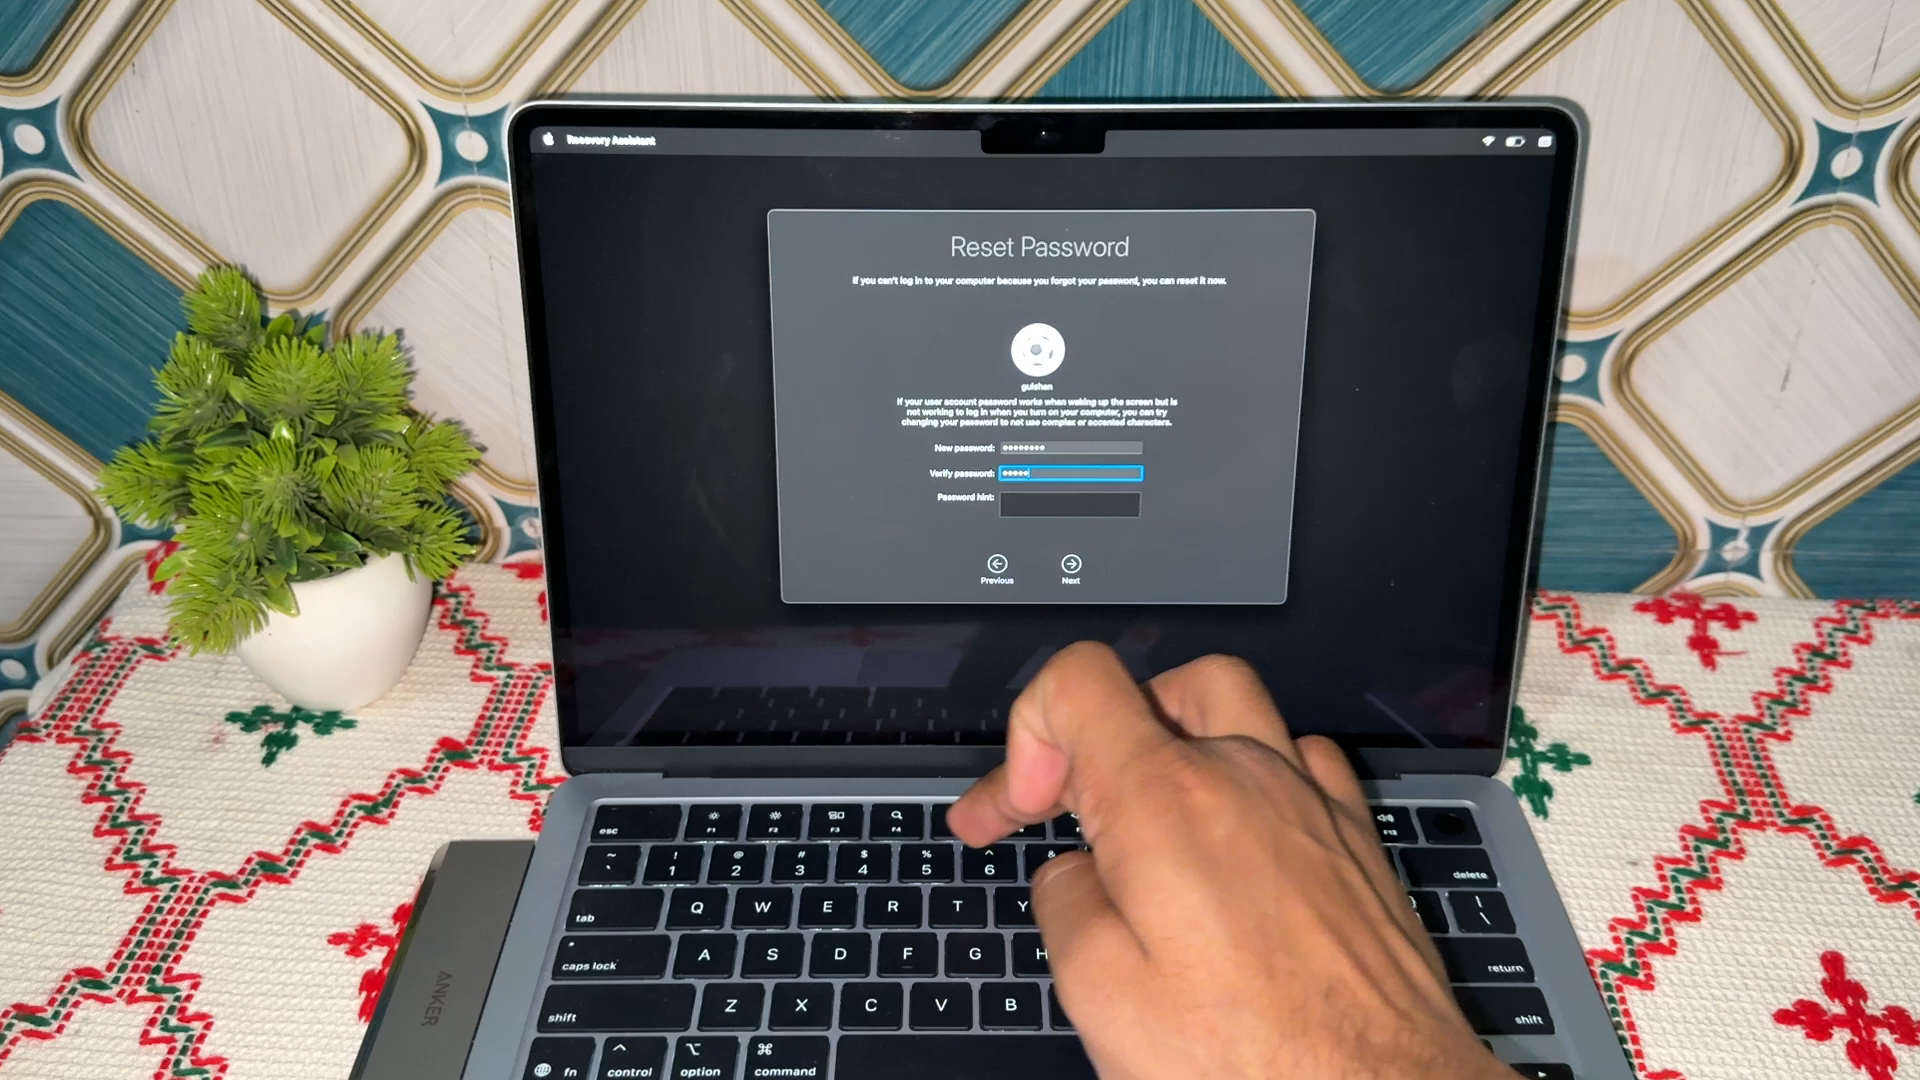 Recovery Assistant
Reset Password
If you can't log in to your computer because you forgot your password, you can reset it now.
gulshan
If your user account password works when waking up the screen but is
not working to log in when you turn on your computer, you can try
changing your password to not use complex or accented characters.
New password:
Verify password:
Password hint:
Previous
Next
esc
F1
F2
F3
F4
F12
~ `
! 1
@ 2
# 3
$ 4
% 5
^ 6
&
delete
tab
Q W E R T Y
\
caps lock
A S D F G H
return
shift
Z X C V B
shift
fn
control
option
command
ANKER